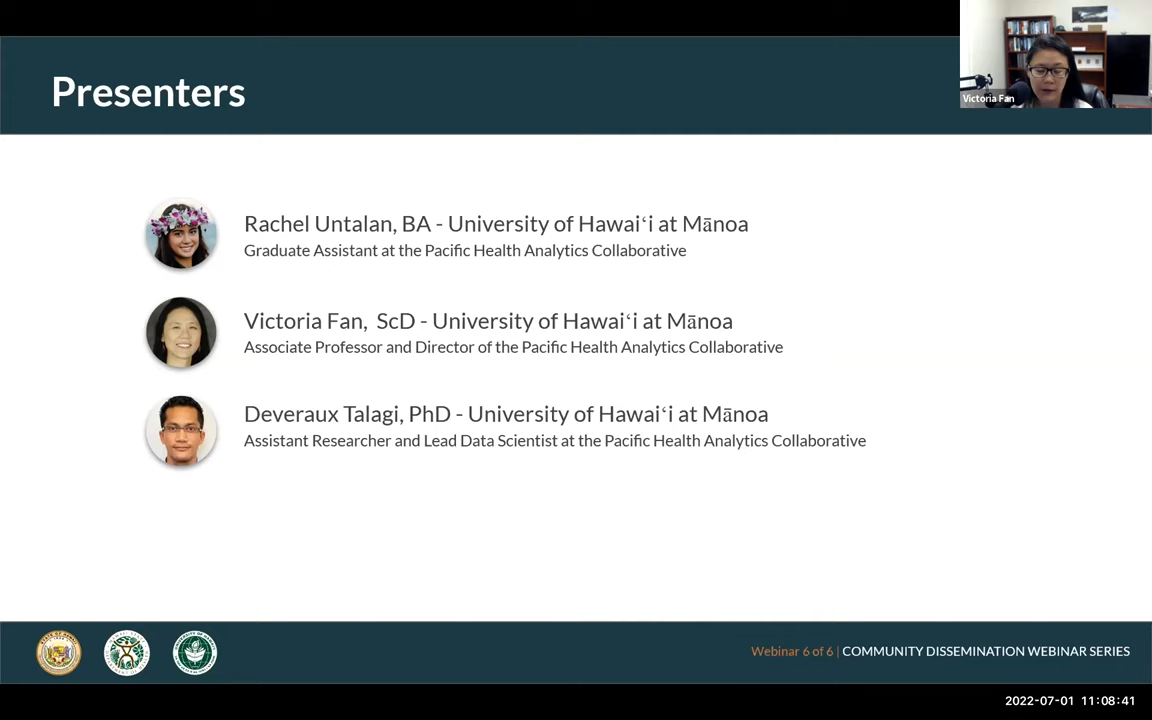 Presenters
Victoria Fan
Rachel Untalan, BA - University of Hawaiʻi at Mānoa
Graduate Assistant at the Pacific Health Analytics Collaborative
Victoria Fan, ScD - University of Hawaiʻi at Mānoa
Associate Professor and Director of the Pacific Health Analytics Collaborative
Deveraux Talagi, PhD - University of Hawaiʻi at Mānoa
Assistant Researcher and Lead Data Scientist at the Pacific Health Analytics Collaborative
Webinar 6 of 6 | COMMUNITY DISSEMINATION WEBINAR SERIES
2022-07-01 11:08:41